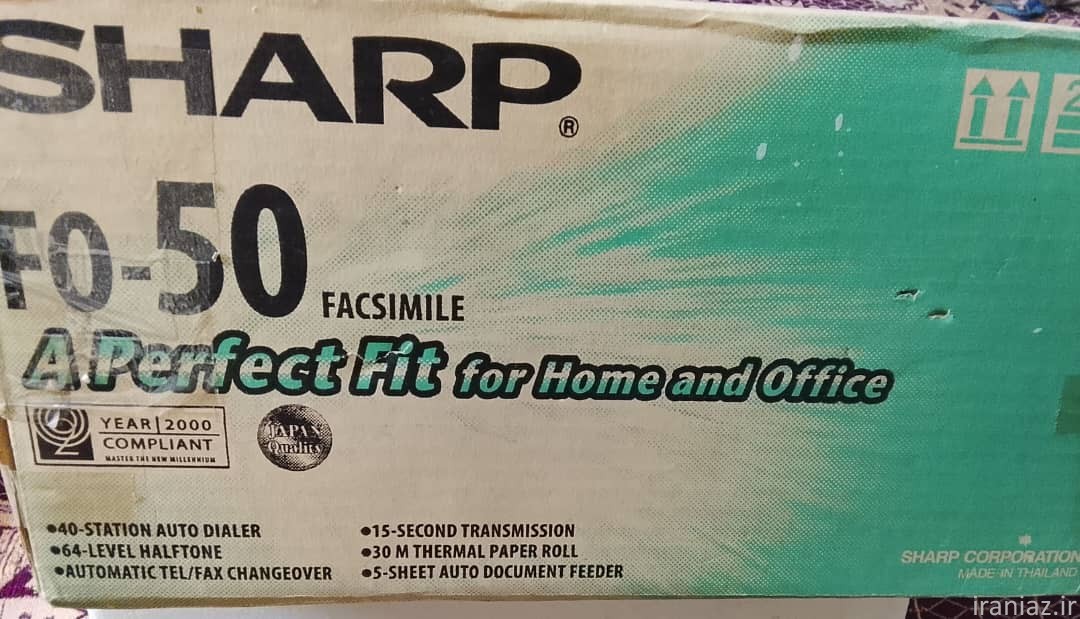 SHARP®
FO-50 FACSIMILE
A Perfect Fit for Home and Office
YEAR 2000
COMPLIANT
MASTER THE NEW MILLENNIUM
JAPAN
Quality
•40-STATION AUTO DIALER
•64-LEVEL HALFTONE
•AUTOMATIC TEL/FAX CHANGEOVER
•15-SECOND TRANSMISSION
•30 M THERMAL PAPER ROLL
•5-SHEET AUTO DOCUMENT FEEDER
SHARP CORPORATION
MADE IN THAILAND
iraniaz.ir